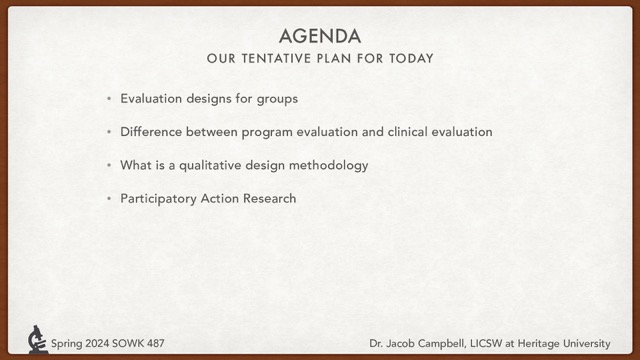 AGENDA
OUR TENTATIVE PLAN FOR TODAY
• Evaluation designs for groups
• Difference between program evaluation and clinical evaluation
• What is a qualitative design methodology
• Participatory Action Research
Spring 2024 SOWK 487
Dr. Jacob Campbell, LICSW at Heritage University